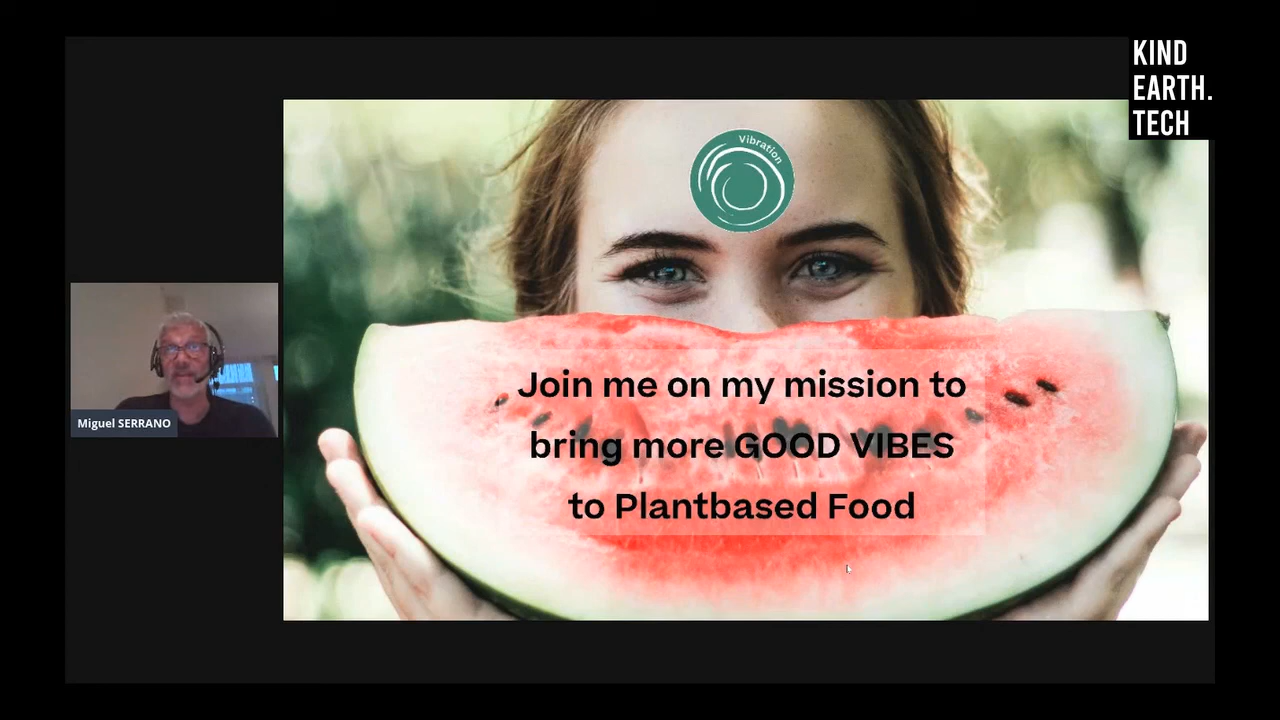 KIND
EARTH.
TECH
Vibration
Join me on my mission to
bring more GOOD VIBES
to Plantbased Food
Miguel SERRANO